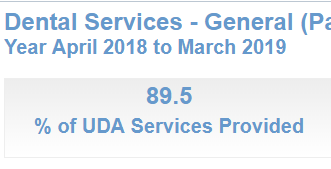 Dental Services - General (Pa
Year April 2018 to March 2019
89.5
% of UDA Services Provided